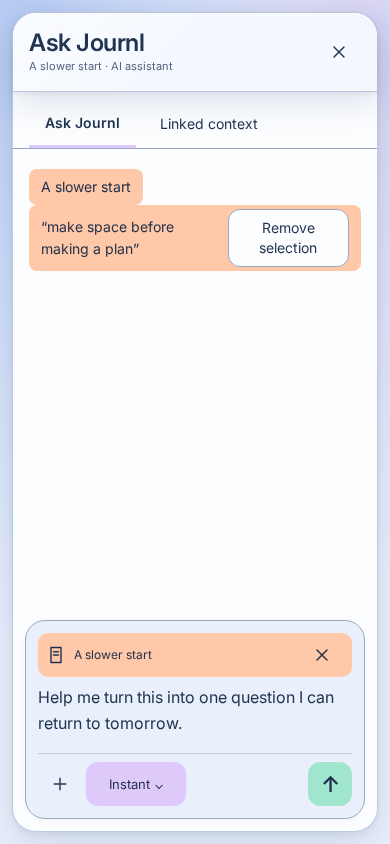 Ask Journl
A slower start · AI assistant
Ask Journl
Linked context
A slower start
“make space before
making a plan”
Remove
selection
A slower start
Help me turn this into one question I can
return to tomorrow.
Instant